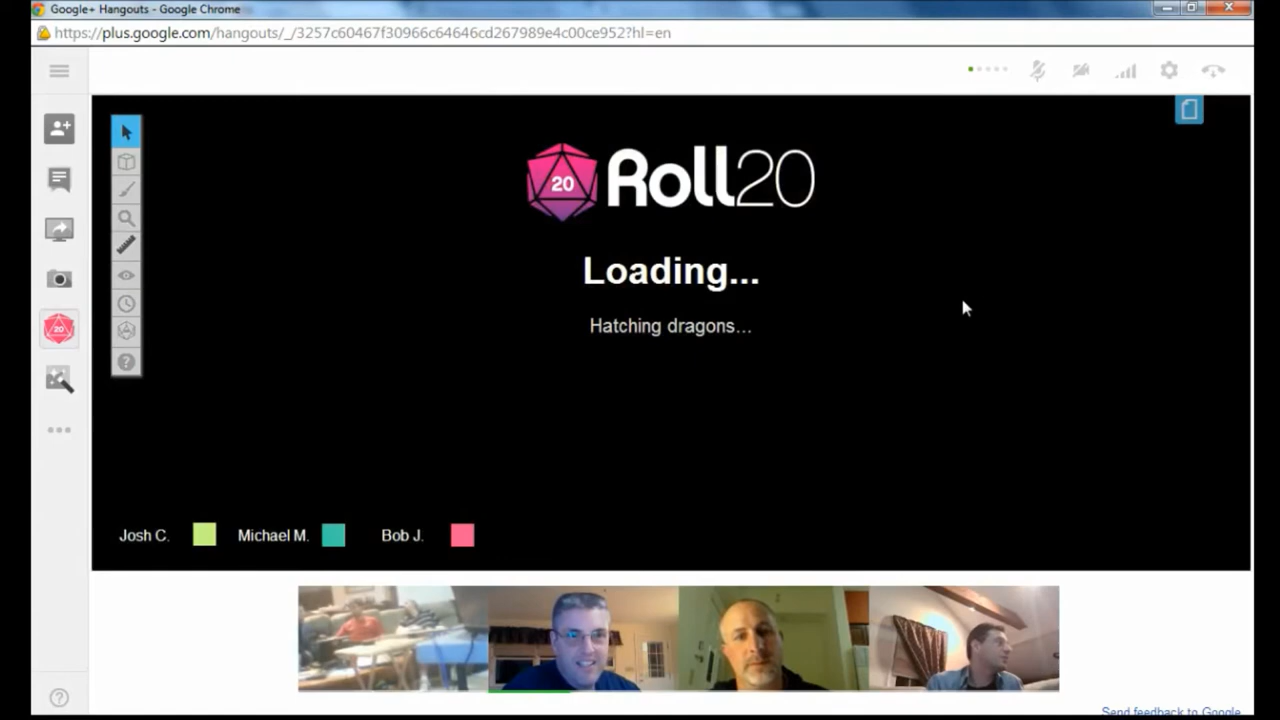 Google+ Hangouts - Google Chrome
https://plus.google.com/hangouts/_/3257c60467f30966c64646cd267989e4c00ce952?hl=en
20 Roll20
Loading...
Hatching dragons...
20
Josh C. Michael M. Bob J.
Send feedback to Google